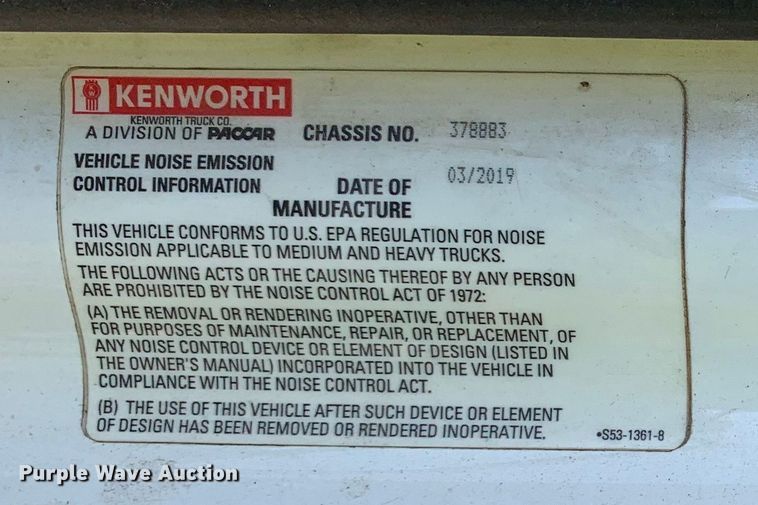 KENWORTH
KENWORTH TRUCK CO.
A DIVISION OF PACCAR CHASSIS NO. 378883
VEHICLE NOISE EMISSION
CONTROL INFORMATION DATE OF MANUFACTURE 03/2019
THIS VEHICLE CONFORMS TO U.S. EPA REGULATION FOR NOISE
EMISSION APPLICABLE TO MEDIUM AND HEAVY TRUCKS.
THE FOLLOWING ACTS OR THE CAUSING THEREOF BY ANY PERSON
ARE PROHIBITED BY THE NOISE CONTROL ACT OF 1972:
(A) THE REMOVAL OR RENDERING INOPERATIVE, OTHER THAN
FOR PURPOSES OF MAINTENANCE, REPAIR, OR REPLACEMENT, OF
ANY NOISE CONTROL DEVICE OR ELEMENT OF DESIGN (LISTED IN
THE OWNER'S MANUAL) INCORPORATED INTO THE VEHICLE IN
COMPLIANCE WITH THE NOISE CONTROL ACT.
(B) THE USE OF THIS VEHICLE AFTER SUCH DEVICE OR ELEMENT
OF DESIGN HAS BEEN REMOVED OR RENDERED INOPERATIVE.
•S53-1361-8
Purple Wave Auction